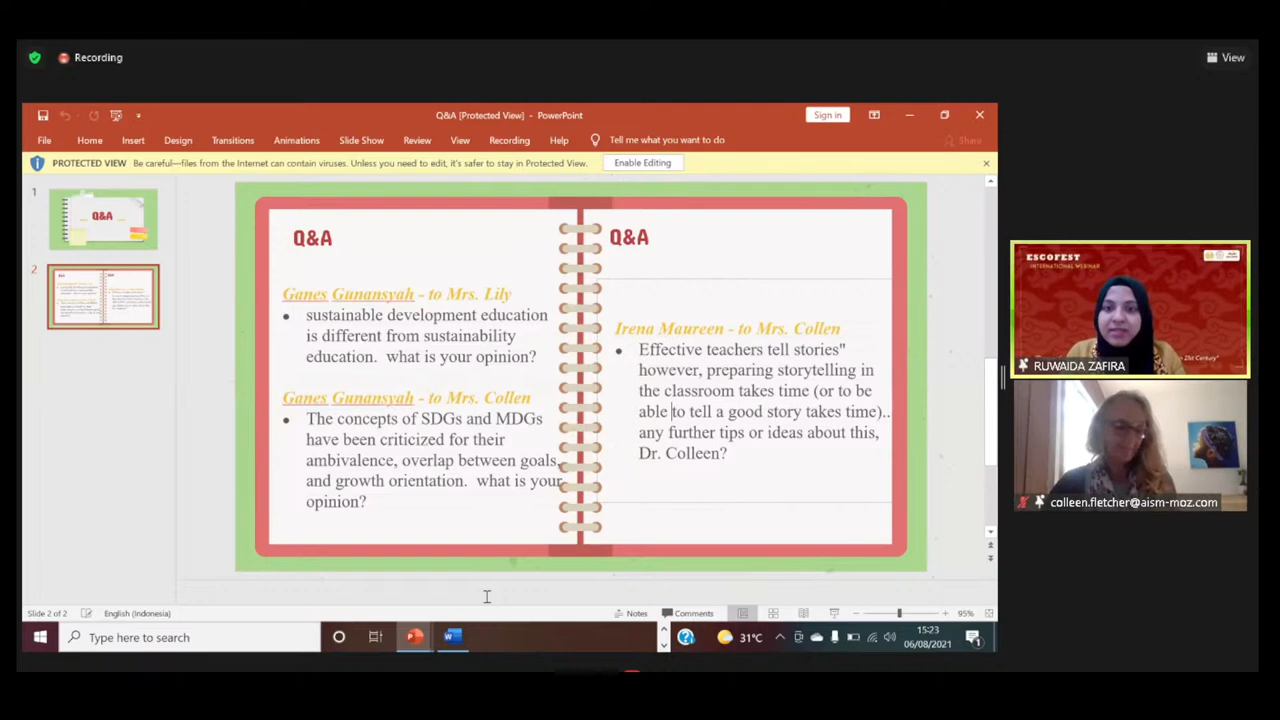 Recording
View
Q&A [Protected View] - PowerPoint
Sign in
File Home Insert Design Transitions Animations Slide Show Review View Recording Help Tell me what you want to do Share
PROTECTED VIEW Be careful—files from the Internet can contain viruses. Unless you need to edit, it's safer to stay in Protected View. Enable Editing
1
Q&A
2
Q&A
Ganes Gunansyah - to Mrs. Lily
sustainable development education
is different from sustainability
education. what is your opinion?
Ganes Gunansyah - to Mrs. Collen
The concepts of SDGs and MDGs
have been criticized for their
ambivalence, overlap between goals,
and growth orientation. what is your
opinion?
Q&A
Irena Maureen - to Mrs. Collen
Effective teachers tell stories"
however, preparing storytelling in
the classroom takes time (or to be
able to tell a good story takes time)..
any further tips or ideas about this,
Dr. Colleen?
ESCOFEST
INTERNATIONAL WEBINAR
21st Century"
RUWAIDA ZAFIRA
colleen.fletcher@aism-moz.com
Slide 2 of 2 English (Indonesia) Notes Comments 95%
Type here to search
31°C
15:23
06/08/2021
1